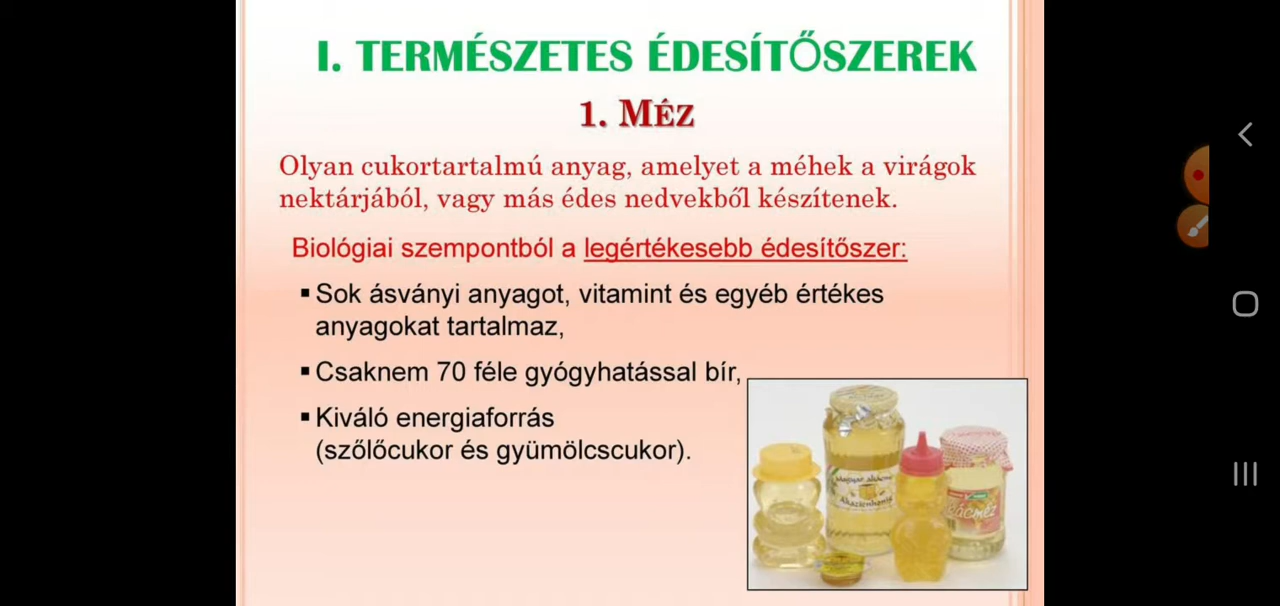 I. TERMÉSZETES ÉDESÍTŐSZEREK
1. MÉZ
Olyan cukortartalmú anyag, amelyet a méhek a virágok
nektárjából, vagy más édes nedvekből készítenek.
Biológiai szempontból a legértékesebb édesítőszer:
▪ Sok ásványi anyagot, vitamint és egyéb értékes
anyagokat tartalmaz,
▪ Csaknem 70 féle gyógyhatással bír,
▪ Kiváló energiaforrás
(szőlőcukor és gyümölcscukor).
Akazienhonig